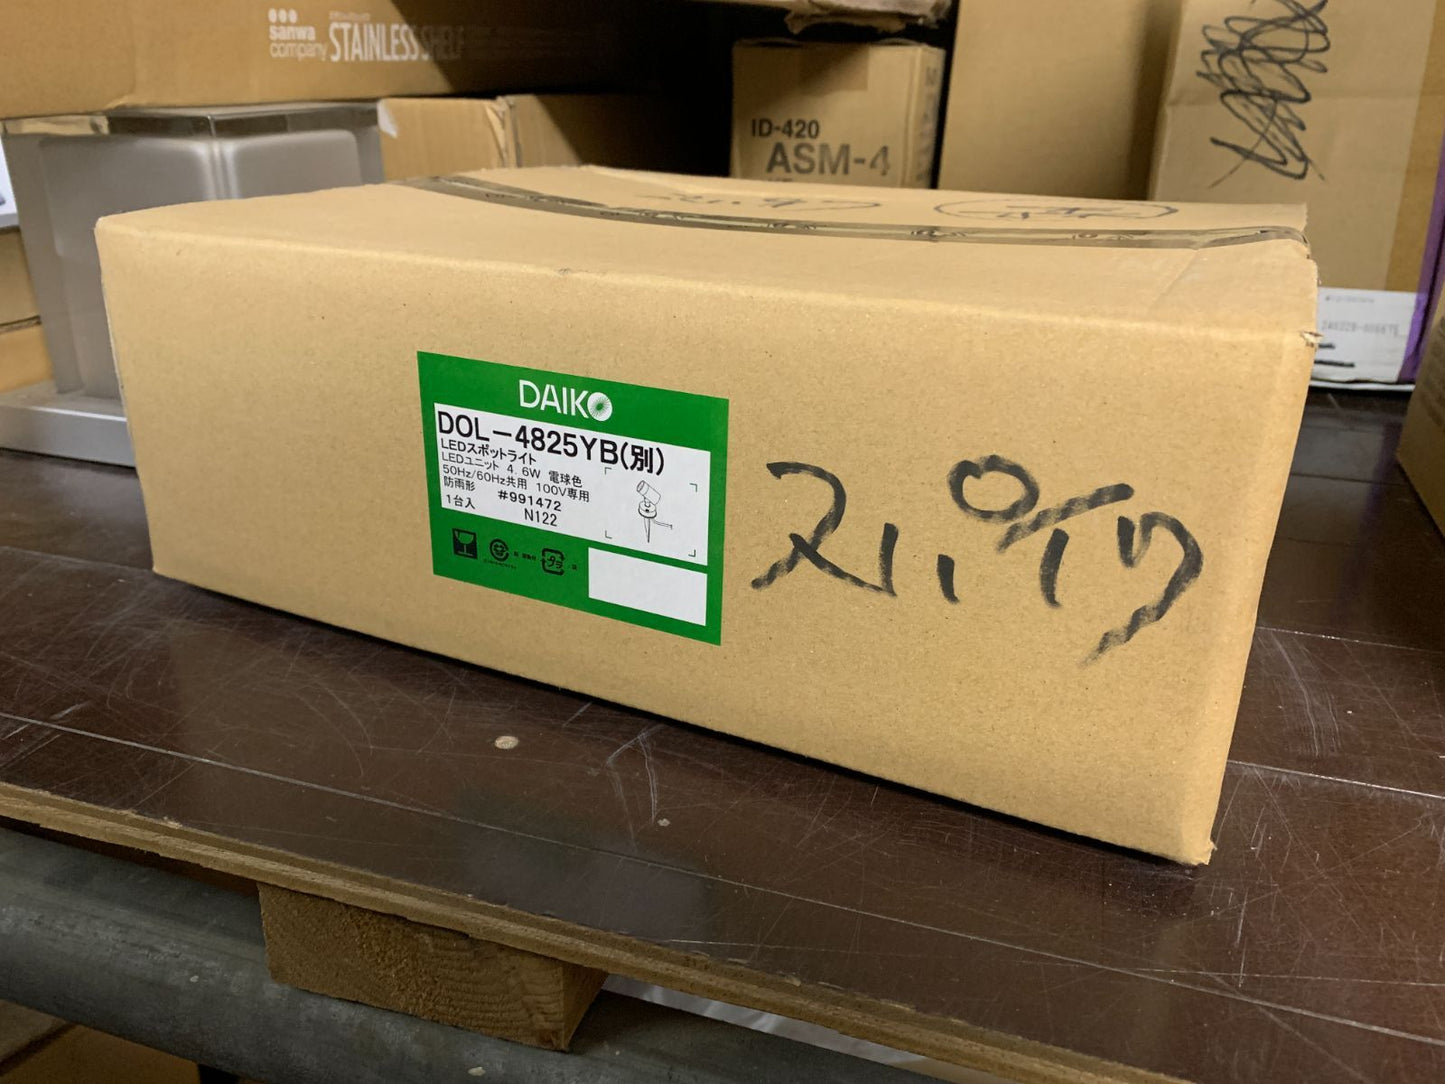 sanwa
company STAINLESS SHELF
ID-420
ASM-4
DAIKO
DOL-4825YB(別)
LEDスポットライト
LEDユニット 4.6W 電球色
50Hz/60Hz共用 100V専用
防雨形
1台入 #991472
N122
プラ
スパイク